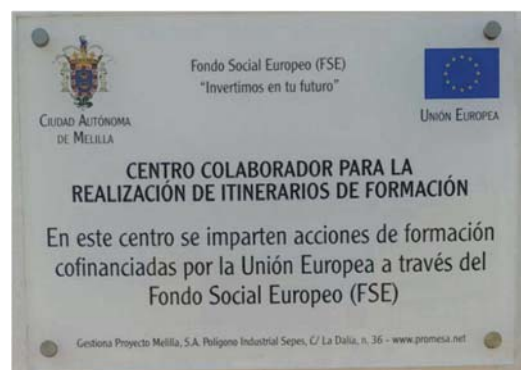 Fondo Social Europeo (FSE)
"Invertimos en tu futuro"
CIUDAD AUTÓNOMA
DE MELILLA
UNIÓN EUROPEA
CENTRO COLABORADOR PARA LA
REALIZACIÓN DE ITINERARIOS DE FORMACIÓN
En este centro se imparten acciones de formación
cofinanciadas por la Unión Europea a través del
Fondo Social Europeo (FSE)
Gestiona Proyecto Melilla, S.A. Polígono Industrial Sepes, C/ La Dalia, n. 36 - www.promesa.net